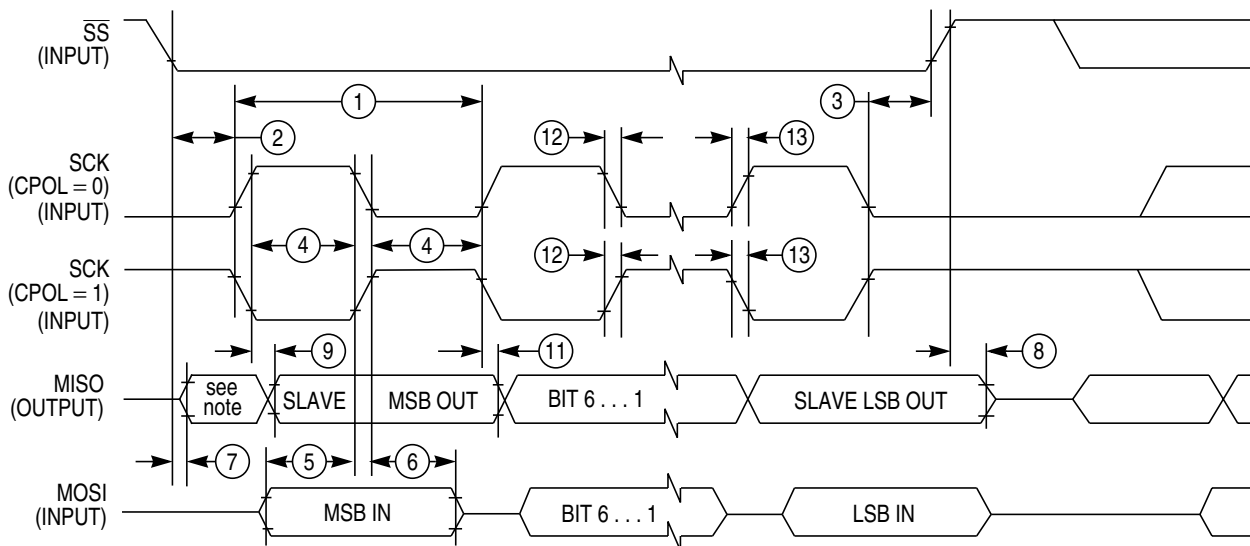 SS
(INPUT)
1
3
2
12
13
SCK
(CPOL = 0)
(INPUT)
4
4
12
13
SCK
(CPOL = 1)
(INPUT)
9
11
8
MISO
(OUTPUT)
see
note
SLAVE
MSB OUT
BIT 6 . . . 1
SLAVE LSB OUT
7
5
6
MOSI
(INPUT)
MSB IN
BIT 6 . . . 1
LSB IN